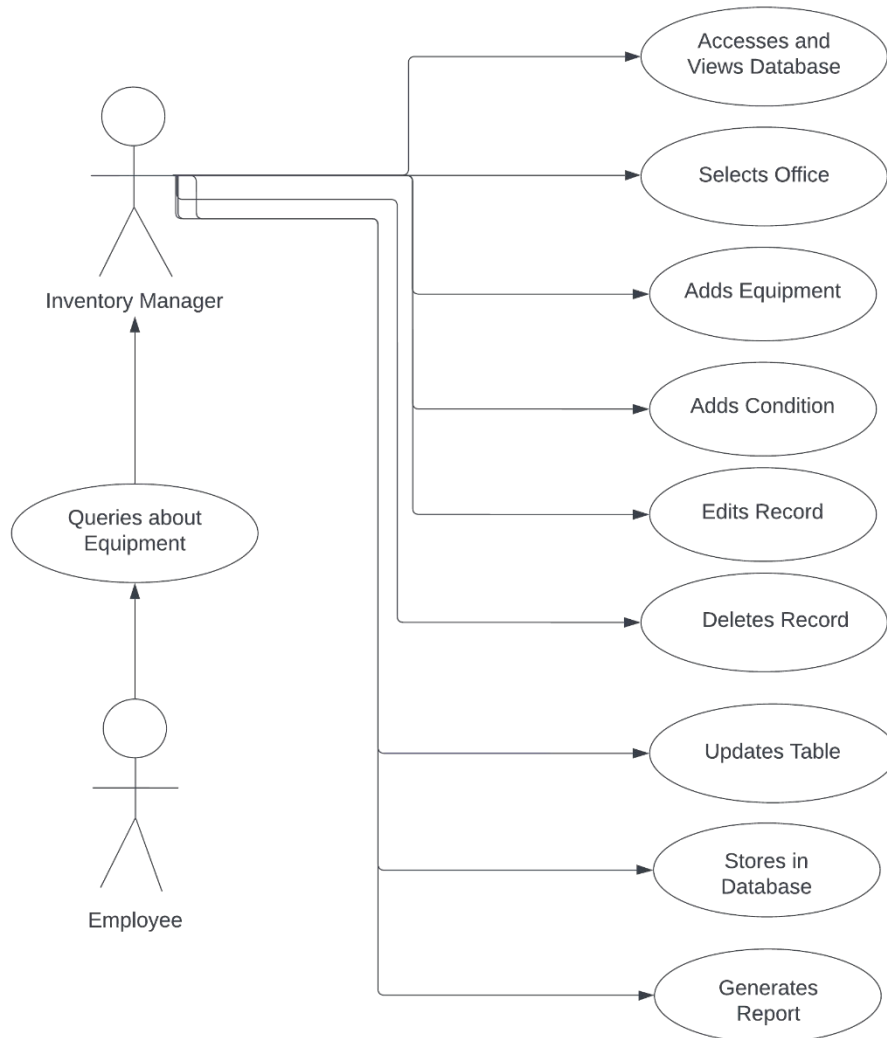 Accesses and
Views Database
Selects Office
Inventory Manager
Adds Equipment
Adds Condition
Queries about
Equipment
Edits Record
Deletes Record
Updates Table
Stores in
Database
Employee
Generates
Report